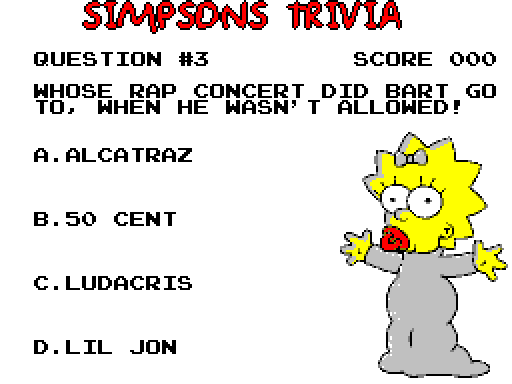 SIMPSONS TRIVIA
QUESTION #3 SCORE 000
WHOSE RAP CONCERT DID BART GO
TO, WHEN HE WASN'T ALLOWED!
A.ALCATRAZ
B.50 CENT
C.LUDACRIS
D.LIL JON